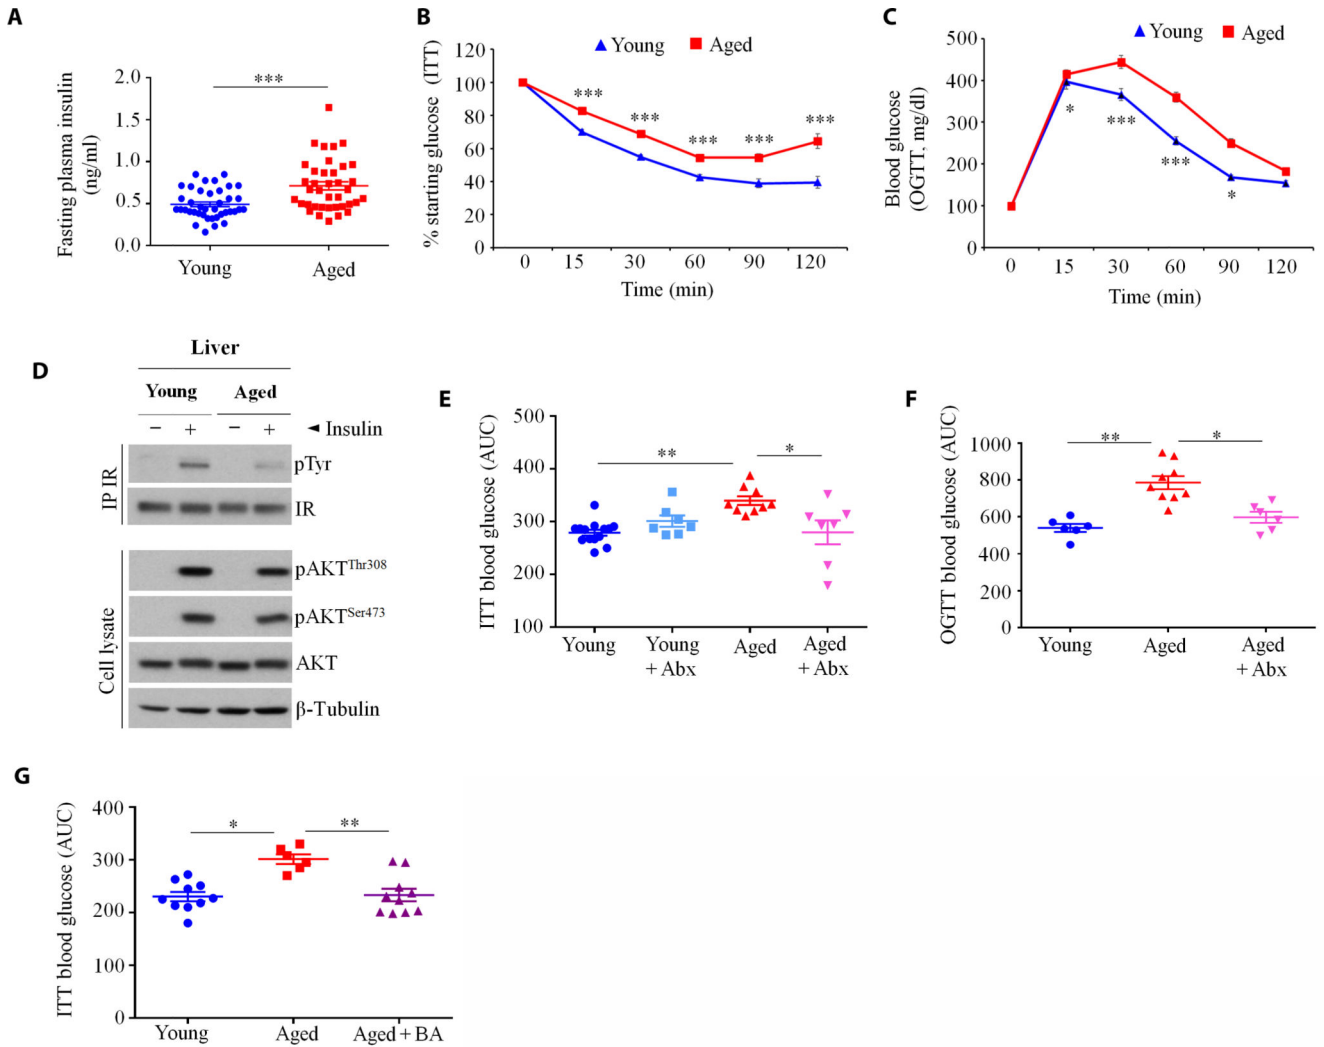 A
Fasting plasma insulin
(ng/ml)
2.0
1.5
1.0
0.5
0.0
***
Young
Aged
B
Young
Aged
% starting glucose (ITT)
120
100
80
60
40
20
0
***
***
***
***
***
0
15
30
60
90
120
Time (min)
C
Young
Aged
Blood glucose
(OGTT, mg/dl)
500
400
300
200
100
0
*
***
***
*
0
15
30
60
90
120
Time (min)
D
Liver
Young
Aged
− + − + ◄ Insulin
IP IR
pTyr
IR
Cell lysate
pAKTThr308
pAKTSer473
AKT
β-Tubulin
E
ITT blood glucose (AUC)
500
400
300
200
100
**
*
Young
Young
+ Abx
Aged
Aged
+ Abx
F
OGTT blood glucose (AUC)
1000
800
600
400
200
0
**
*
Young
Aged
Aged
+ Abx
G
ITT blood glucose (AUC)
400
300
200
100
0
*
**
Young
Aged
Aged + BA